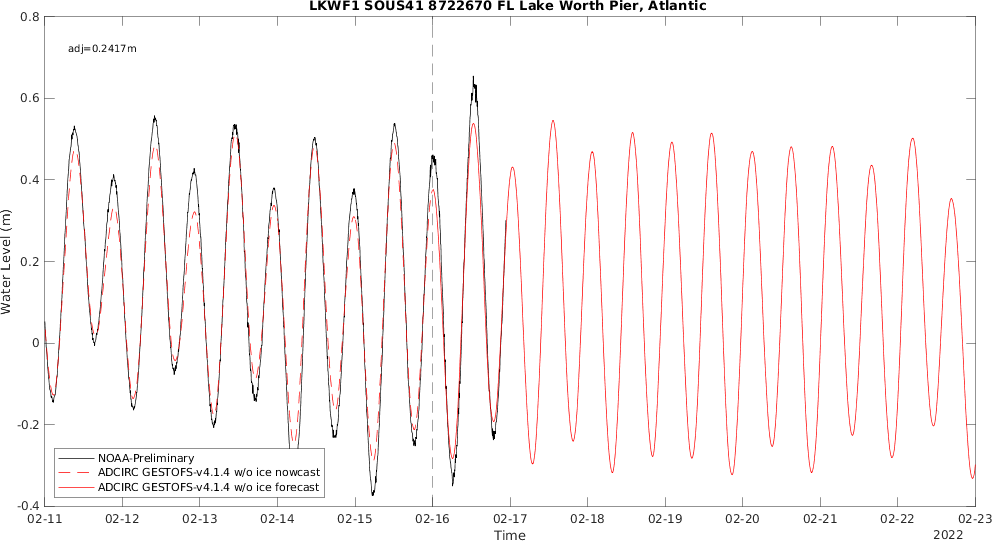 LKWF1 SOUS41 8722670 FL Lake Worth Pier, Atlantic
0.8
adj=0.2417m
0.6
0.4
0.2
0
-0.2
-0.4
Water Level (m)
NOAA-Preliminary
ADCIRC GESTOFS-v4.1.4 w/o ice nowcast
ADCIRC GESTOFS-v4.1.4 w/o ice forecast
02-11 02-12 02-13 02-14 02-15 02-16 02-17 02-18 02-19 02-20 02-21 02-22 02-23
Time
2022